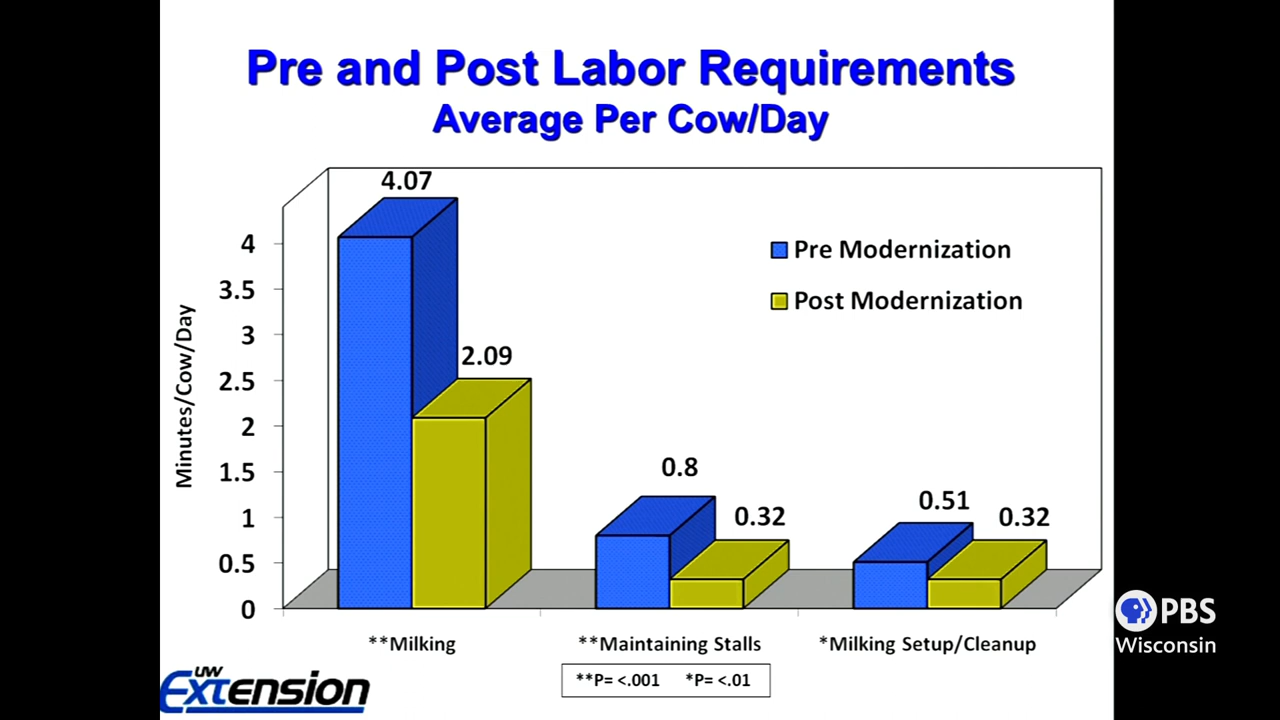 Pre and Post Labor Requirements
Average Per Cow/Day
Minutes/Cow/Day
4
3.5
3
2.5
2
1.5
1
0.5
0
4.07
2.09
0.8
0.32
0.51
0.32
Pre Modernization
Post Modernization
**Milking
**Maintaining Stalls
*Milking Setup/Cleanup
**P= <.001 *P= <.01
UW
Extension
PBS
Wisconsin